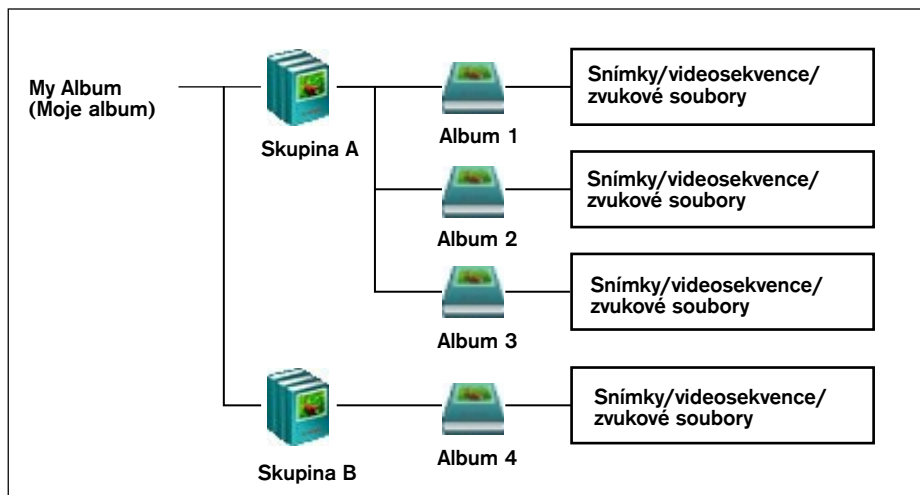 My Album
(Moje album)
Skupina A
Album 1
Snímky/videosekvence/
zvukové soubory
Album 2
Snímky/videosekvence/
zvukové soubory
Album 3
Snímky/videosekvence/
zvukové soubory
Skupina B
Album 4
Snímky/videosekvence/
zvukové soubory